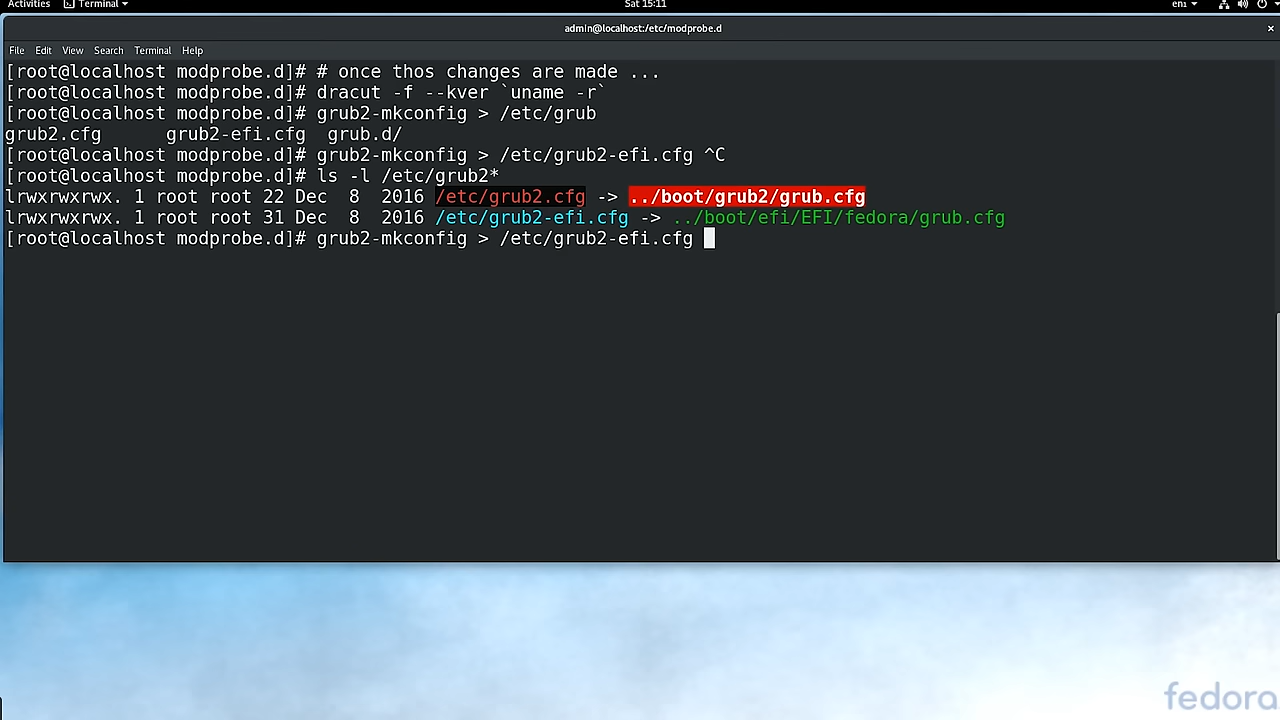 Activities Terminal Sat 15:11 en1
admin@localhost:/etc/modprobe.d ×
File Edit View Search Terminal Help
[root@localhost modprobe.d]# # once thos changes are made ...
[root@localhost modprobe.d]# dracut -f --kver `uname -r`
[root@localhost modprobe.d]# grub2-mkconfig > /etc/grub
grub2.cfg      grub2-efi.cfg  grub.d/
[root@localhost modprobe.d]# grub2-mkconfig > /etc/grub2-efi.cfg ^C
[root@localhost modprobe.d]# ls -l /etc/grub2*
lrwxrwxrwx. 1 root root 22 Dec  8  2016 /etc/grub2.cfg -> ../boot/grub2/grub.cfg
lrwxrwxrwx. 1 root root 31 Dec  8  2016 /etc/grub2-efi.cfg -> ../boot/efi/EFI/fedora/grub.cfg
[root@localhost modprobe.d]# grub2-mkconfig > /etc/grub2-efi.cfg
fedora